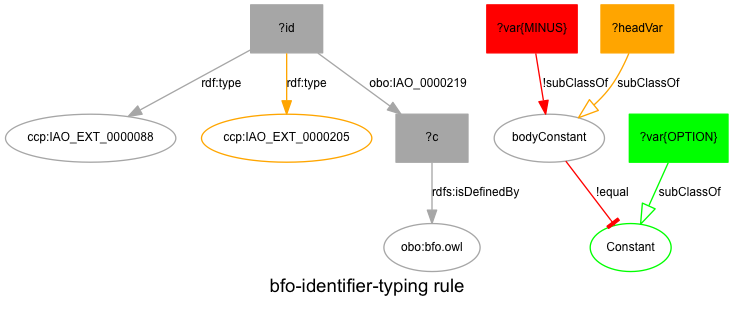 ?id
?var{MINUS}
?headVar
rdf:type
rdf:type
obo:IAO_0000219
!subClassOf
subClassOf
ccp:IAO_EXT_0000088
ccp:IAO_EXT_0000205
?c
bodyConstant
?var{OPTION}
rdfs:isDefinedBy
!equal
subClassOf
obo:bfo.owl
Constant
bfo-identifier-typing rule